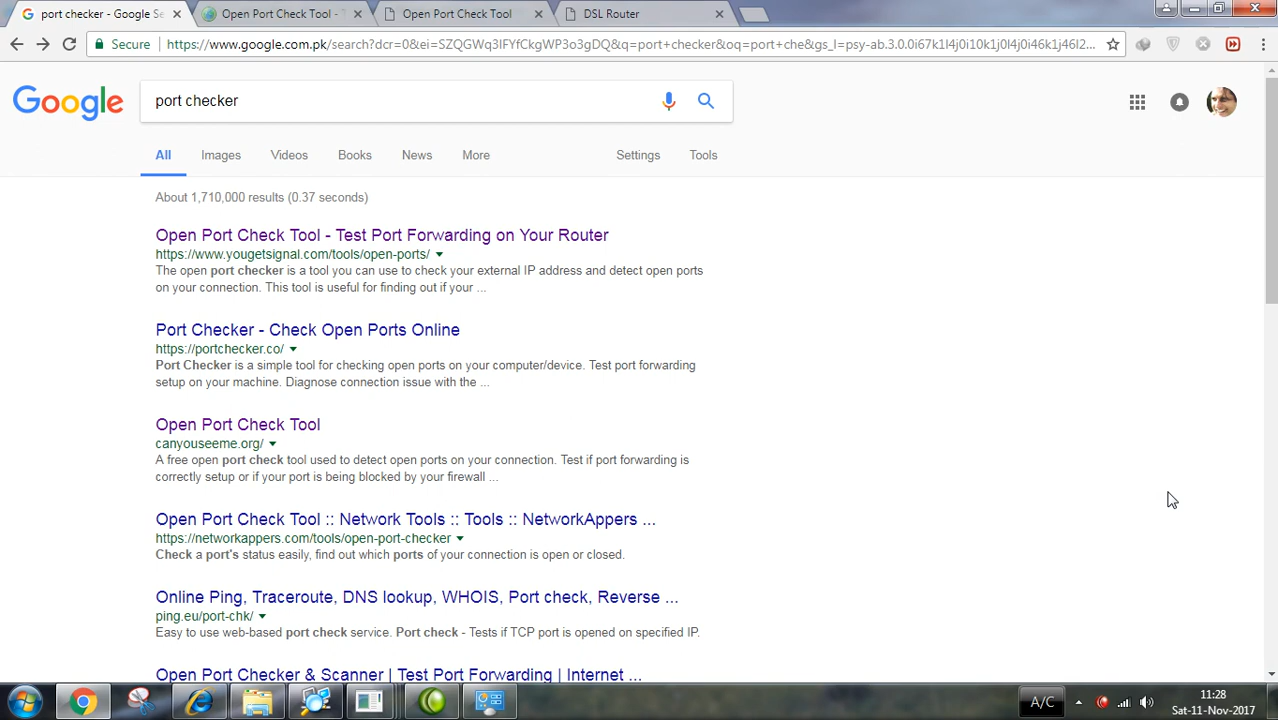 port checker - Google Se
Open Port Check Tool -
Open Port Check Tool
DSL Router
Secure
https://www.google.com.pk/search?dcr=0&ei=SZQGWq3IFYfCkgWP3o3gDQ&q=port+checker&oq=port+che&gs_l=psy-ab.3.0.0i67k1l4j0i10k1j0l4j0i46k1j46l2...
Google
port checker
All
Images
Videos
Books
News
More
Settings
Tools
About 1,710,000 results (0.37 seconds)
Open Port Check Tool - Test Port Forwarding on Your Router
https://www.yougetsignal.com/tools/open-ports/
The open port checker is a tool you can use to check your external IP address and detect open ports
on your connection. This tool is useful for finding out if your ...
Port Checker - Check Open Ports Online
https://portchecker.co/
Port Checker is a simple tool for checking open ports on your computer/device. Test port forwarding
setup on your machine. Diagnose connection issue with the ...
Open Port Check Tool
canyouseeme.org/
A free open port check tool used to detect open ports on your connection. Test if port forwarding is
correctly setup or if your port is being blocked by your firewall ...
Open Port Check Tool :: Network Tools :: Tools :: NetworkAppers ...
https://networkappers.com/tools/open-port-checker
Check a port's status easily, find out which ports of your connection is open or closed.
Online Ping, Traceroute, DNS lookup, WHOIS, Port check, Reverse ...
ping.eu/port-chk/
Easy to use web-based port check service. Port check - Tests if TCP port is opened on specified IP.
Open Port Checker & Scanner | Test Port Forwarding | Internet ...
A/C
11:28
Sat-11-Nov-2017